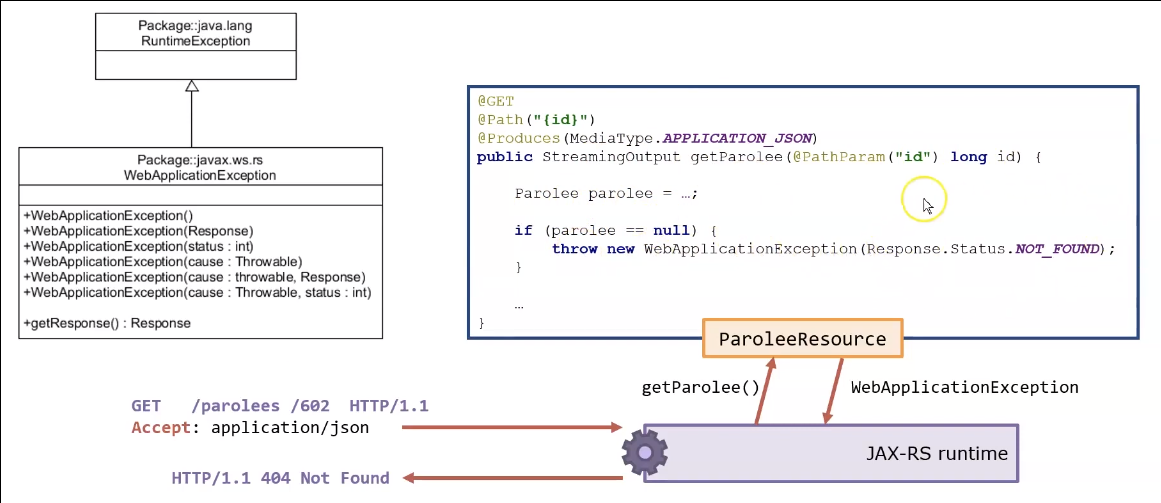 Package::java.lang
RuntimeException
Package::javax.ws.rs
WebApplicationException
+WebApplicationException()
+WebApplicationException(Response)
+WebApplicationException(status : int)
+WebApplicationException(cause : Throwable)
+WebApplicationException(cause : throwable, Response)
+WebApplicationException(cause : Throwable, status : int)
+getResponse() : Response
@GET
@Path("{id}")
@Produces(MediaType.APPLICATION_JSON)
public StreamingOutput getParolee(@PathParam("id") long id) {
Parolee parolee = …;
if (parolee == null) {
throw new WebApplicationException(Response.Status.NOT_FOUND);
}
…
}
ParoleeResource
getParolee()
WebApplicationException
GET /parolees /602 HTTP/1.1
Accept: application/json
JAX-RS runtime
HTTP/1.1 404 Not Found